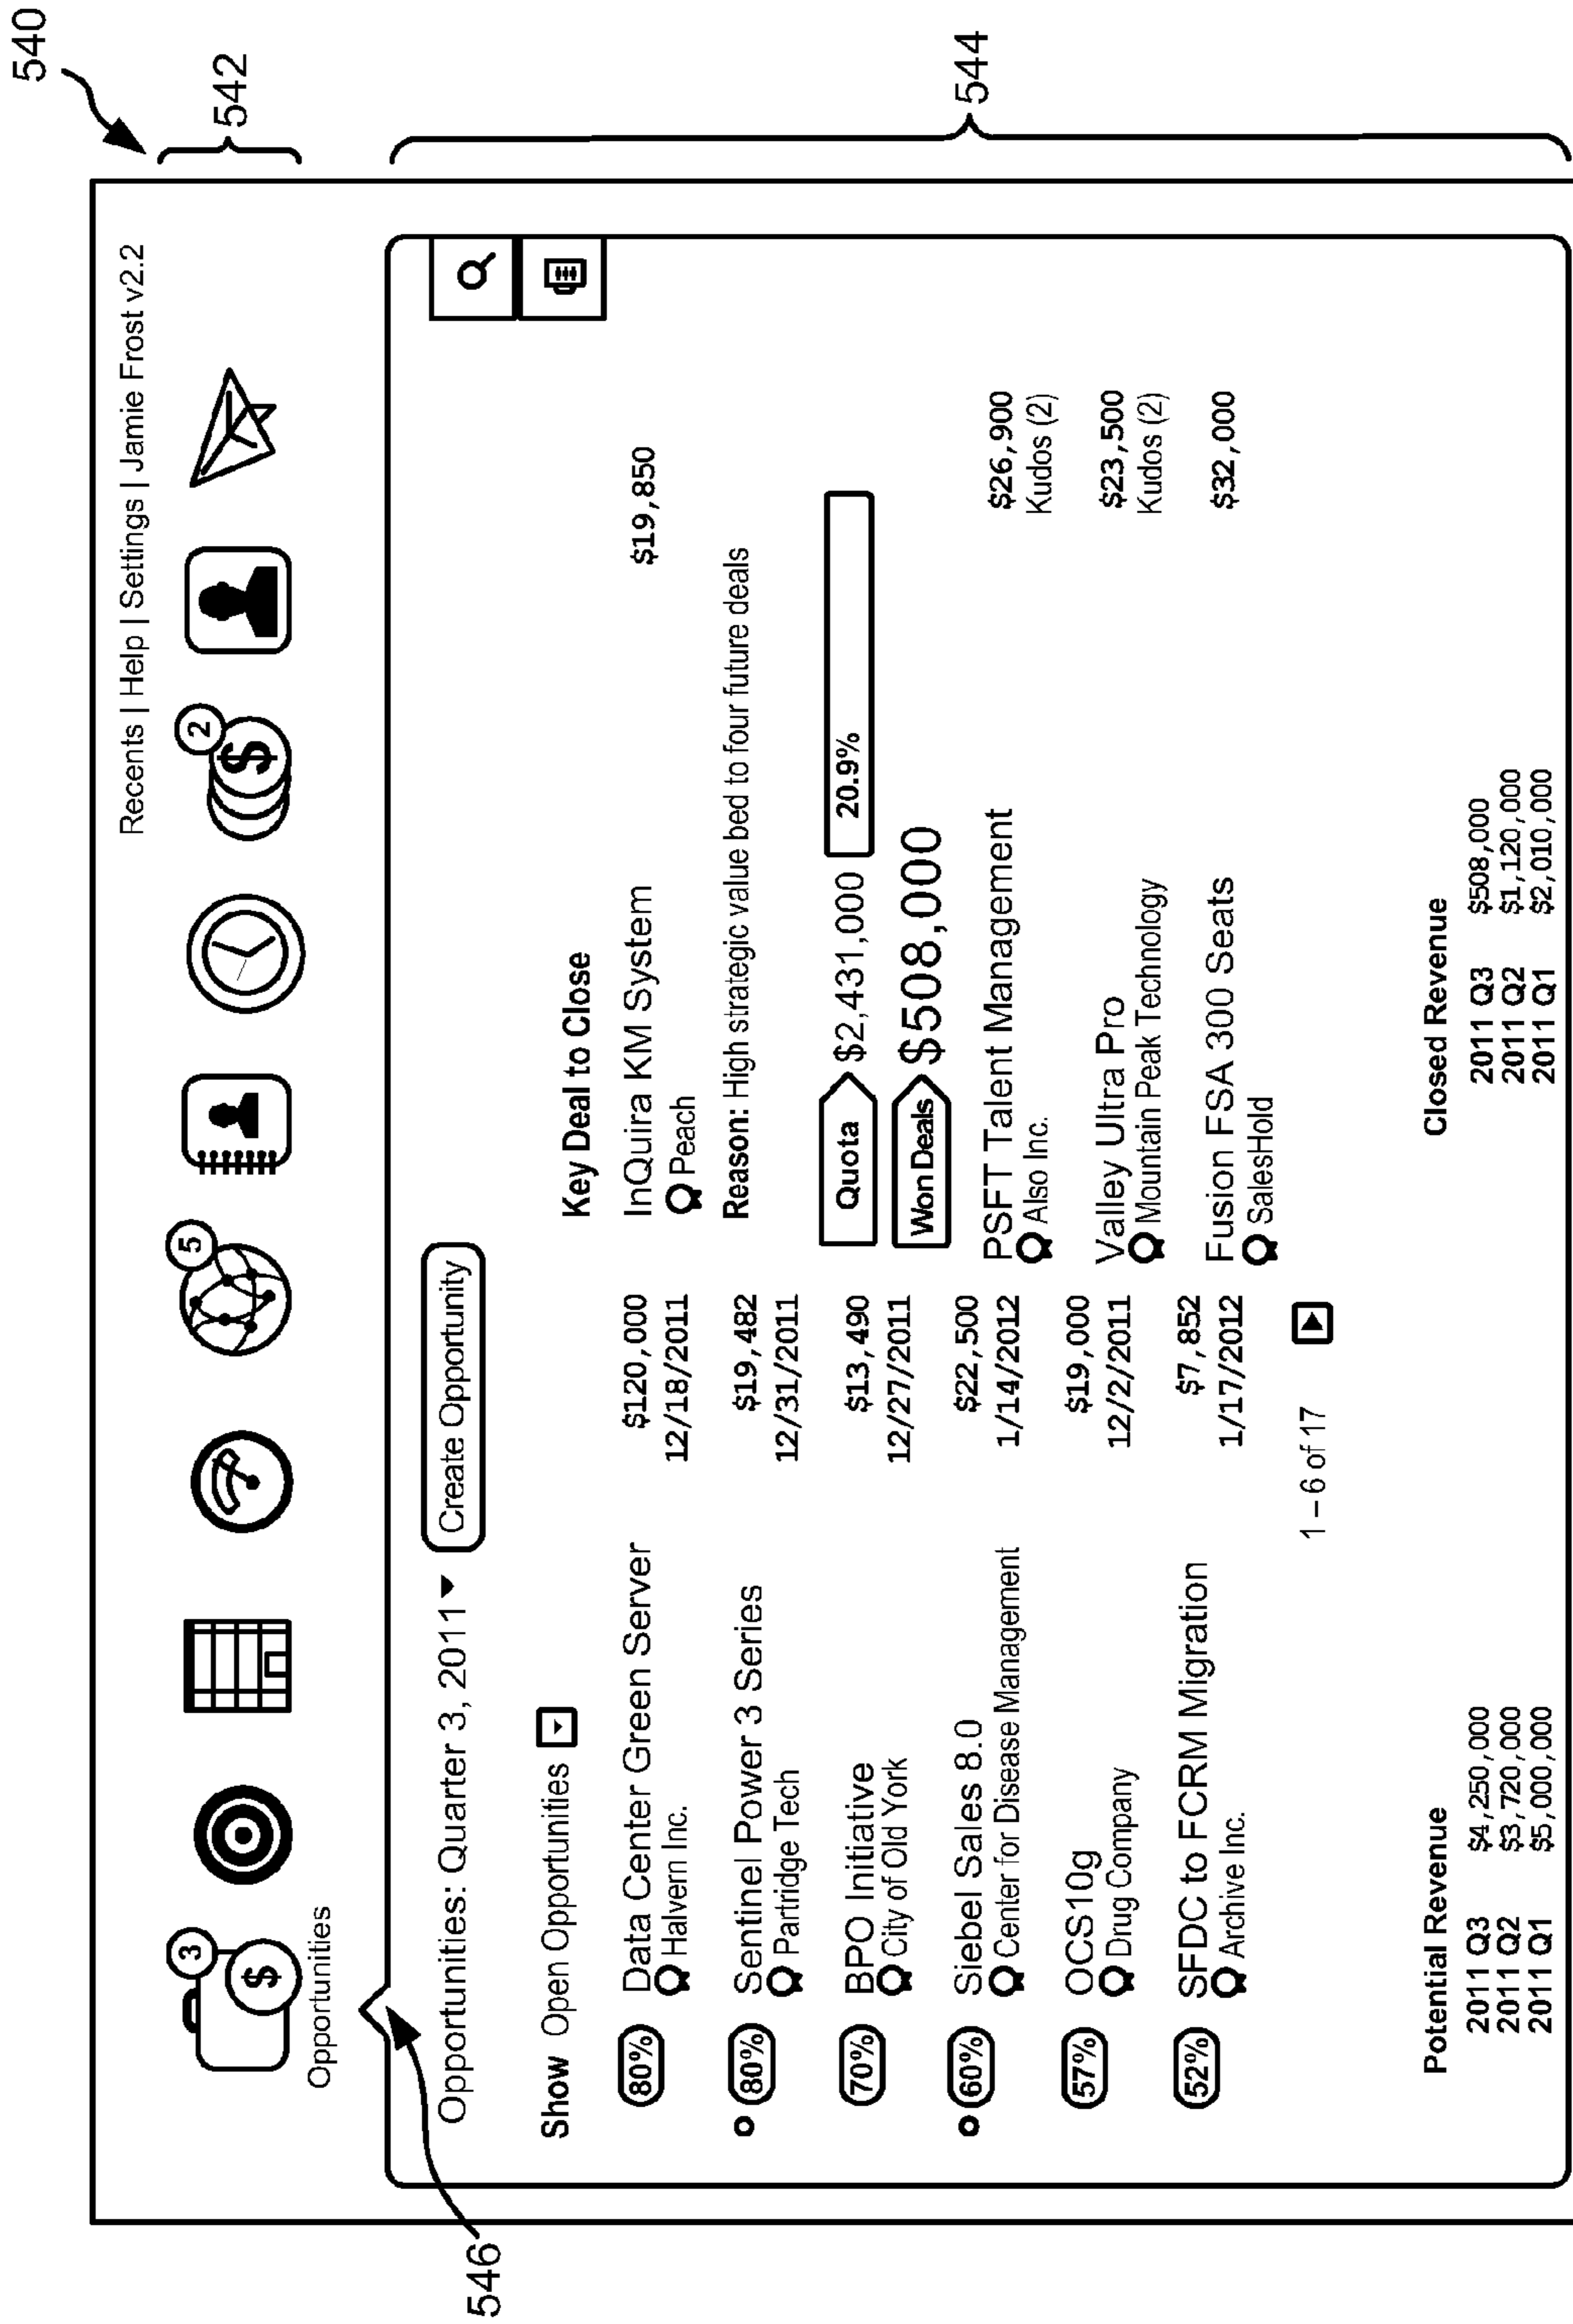 540
542
Recents | Help | Settings | Jamie Frost v2.2
3
5
2
$
$
Opportunities
546
544
Opportunities: Quarter 3, 2011
Create Opportunity
Show Open Opportunities
80%
Data Center Green Server
$120,000
Halvern Inc.
12/18/2011
80%
Sentinel Power 3 Series
$19,482
Partridge Tech
12/31/2011
70%
BPO Initiative
$13,490
City of Old York
12/27/2011
60%
Siebel Sales 8.0
$22,500
Center for Disease Management
1/14/2012
57%
OCS10g
$19,000
Drug Company
12/2/2011
52%
SFDC to FCRM Migration
$7,852
Archive Inc.
1/17/2012
1 – 6 of 17
Key Deal to Close
InQuira KM System
$19,850
Peach
Reason: High strategic value bed to four future deals
Quota
$2,431,000
20.9%
Won Deals
$508,000
PSFT Talent Management
$26,900
Also Inc.
Kudos (2)
Valley Ultra Pro
$23,500
Mountain Peak Technology
Kudos (2)
Fusion FSA 300 Seats
$32,000
SalesHold
Potential Revenue
2011 Q3 $4,250,000
2011 Q2 $3,720,000
2011 Q1 $5,000,000
Closed Revenue
2011 Q3 $508,000
2011 Q2 $1,120,000
2011 Q1 $2,010,000